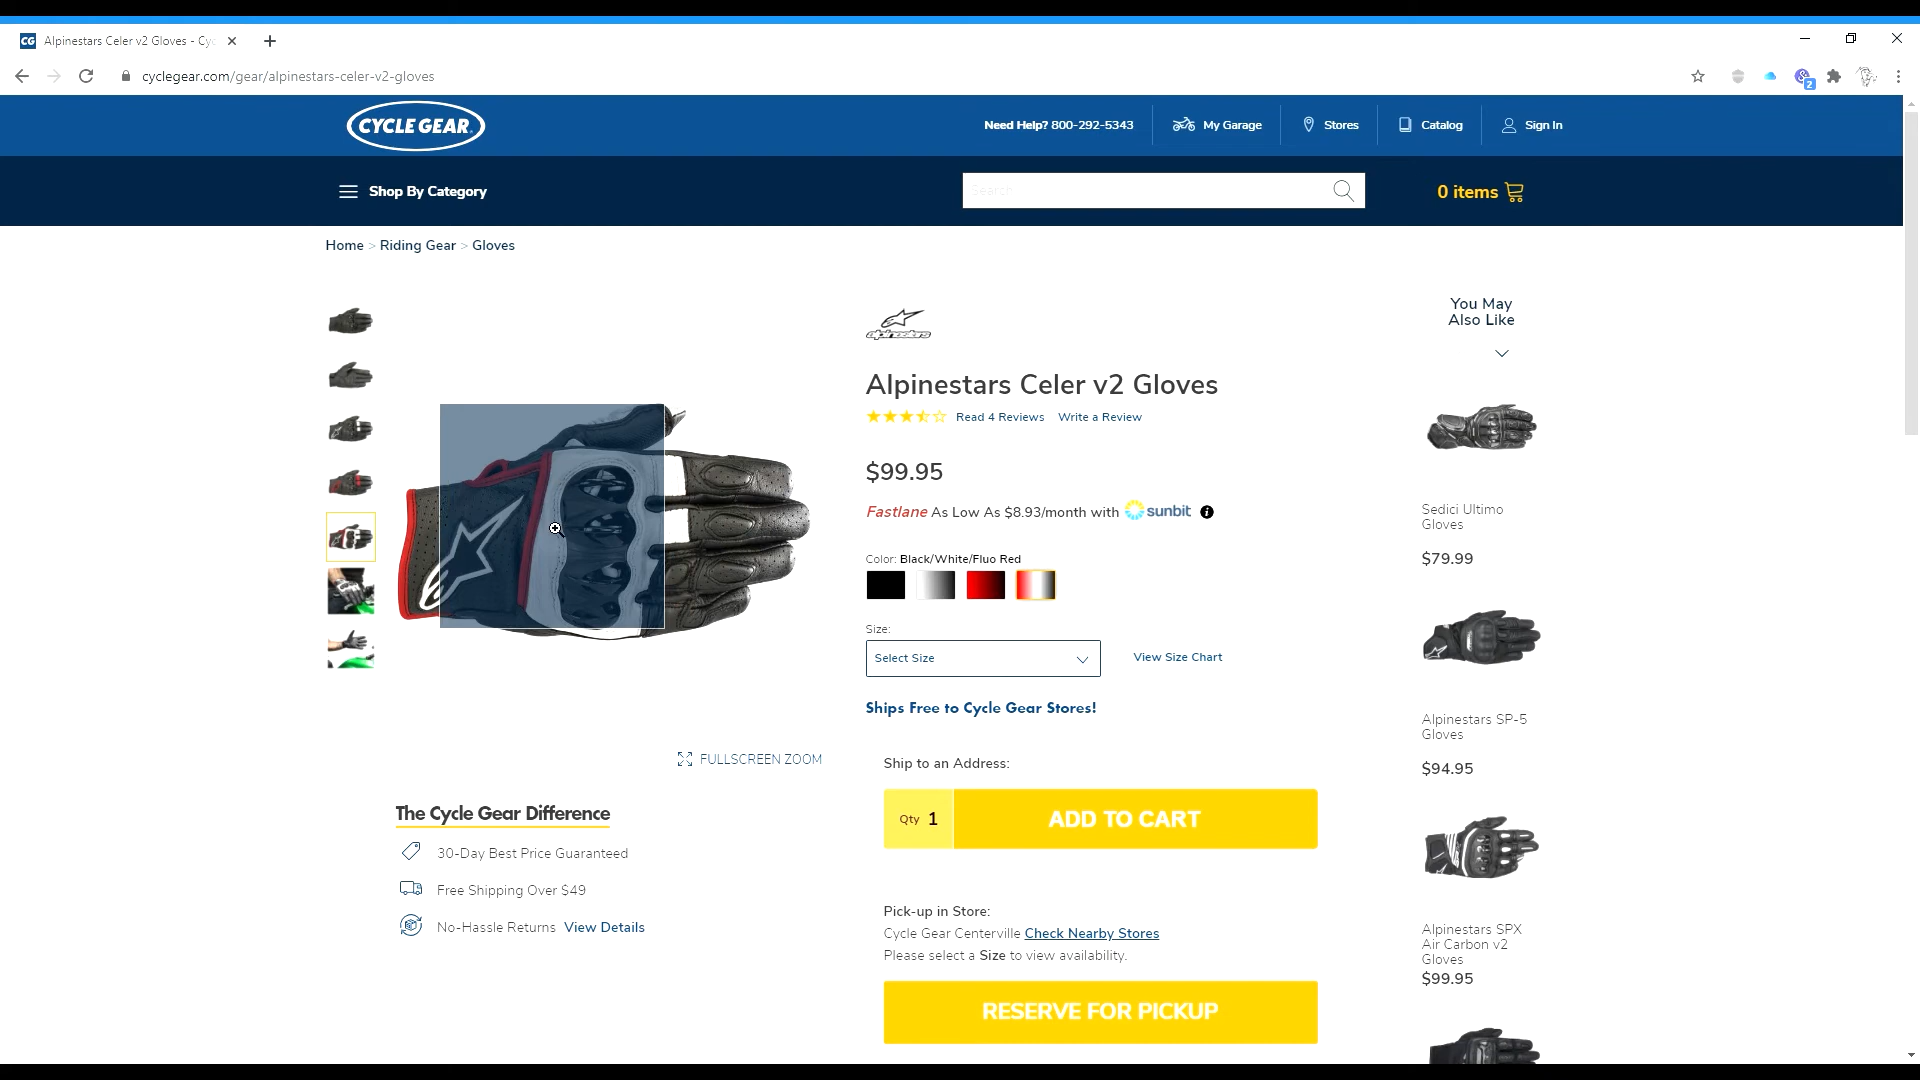 CG Alpinestars Celer v2 Gloves - Cyc
cyclegear.com/gear/alpinestars-celer-v2-gloves
2
CYCLE GEAR
Need Help? 800-292-5343
My Garage
Stores
Catalog
Sign In
Shop By Category
Search
0 items
Home > Riding Gear > Gloves
alpinestars
Alpinestars Celer v2 Gloves
Read 4 Reviews
Write a Review
$99.95
Fastlane As Low As $8.93/month with sunbit
Color: Black/White/Fluo Red
Size:
Select Size
View Size Chart
Ships Free to Cycle Gear Stores!
FULLSCREEN ZOOM
The Cycle Gear Difference
30-Day Best Price Guaranteed
Free Shipping Over $49
No-Hassle Returns View Details
Ship to an Address:
Qty 1
ADD TO CART
Pick-up in Store:
Cycle Gear Centerville Check Nearby Stores
Please select a Size to view availability.
RESERVE FOR PICKUP
You May
Also Like
Sedici Ultimo
Gloves
$79.99
Alpinestars SP-5
Gloves
$94.95
Alpinestars SPX
Air Carbon v2
Gloves
$99.95